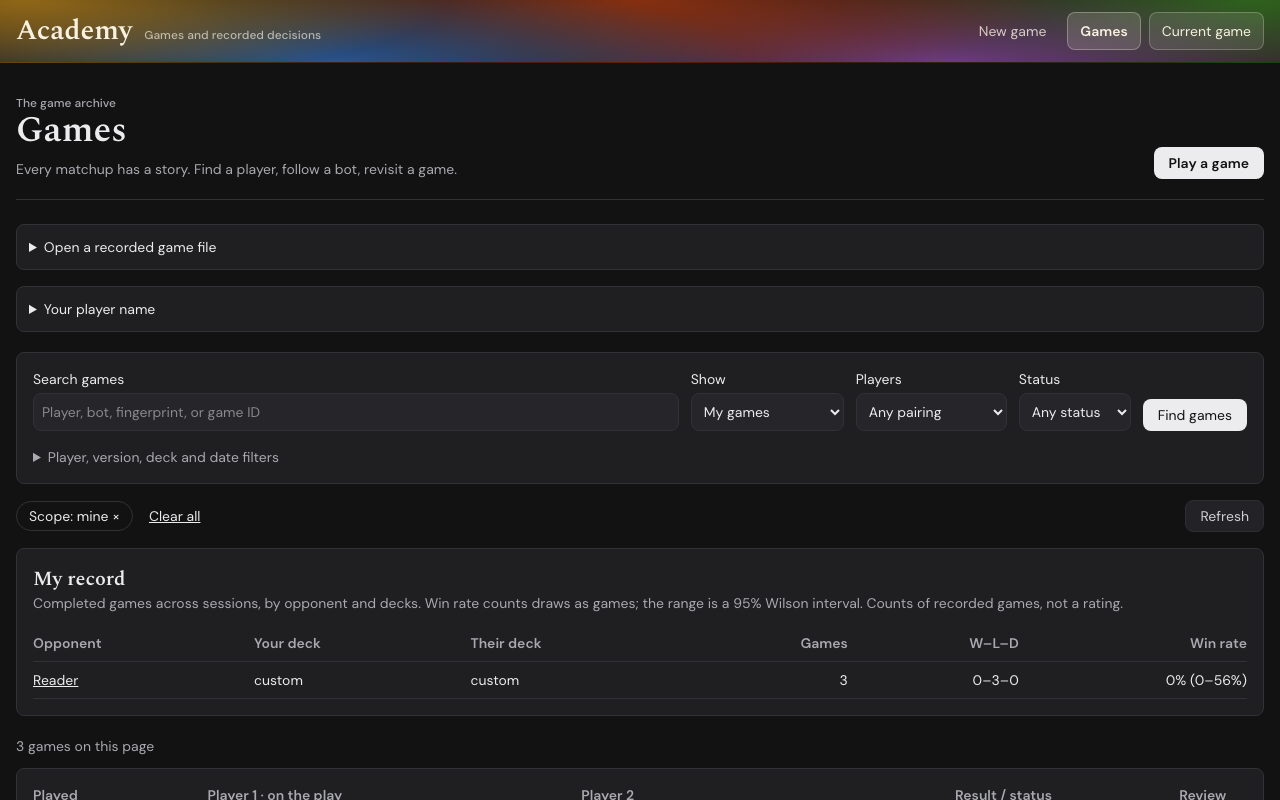 Academy Games and recorded decisions New game Games Current game
The game archive
Games
Every matchup has a story. Find a player, follow a bot, revisit a game. Play a game
Open a recorded game file
Your player name
Search games Show Players Status
Player, bot, fingerprint, or game ID My games Any pairing Any status Find games
Player, version, deck and date filters
Scope: mine × Clear all Refresh
My record
Completed games across sessions, by opponent and decks. Win rate counts draws as games; the range is a 95% Wilson interval. Counts of recorded games, not a rating.
Opponent Your deck Their deck Games W–L–D Win rate
Reader custom custom 3 0–3–0 0% (0–56%)
3 games on this page
Played Player 1 · on the play Player 2 Result / status Review